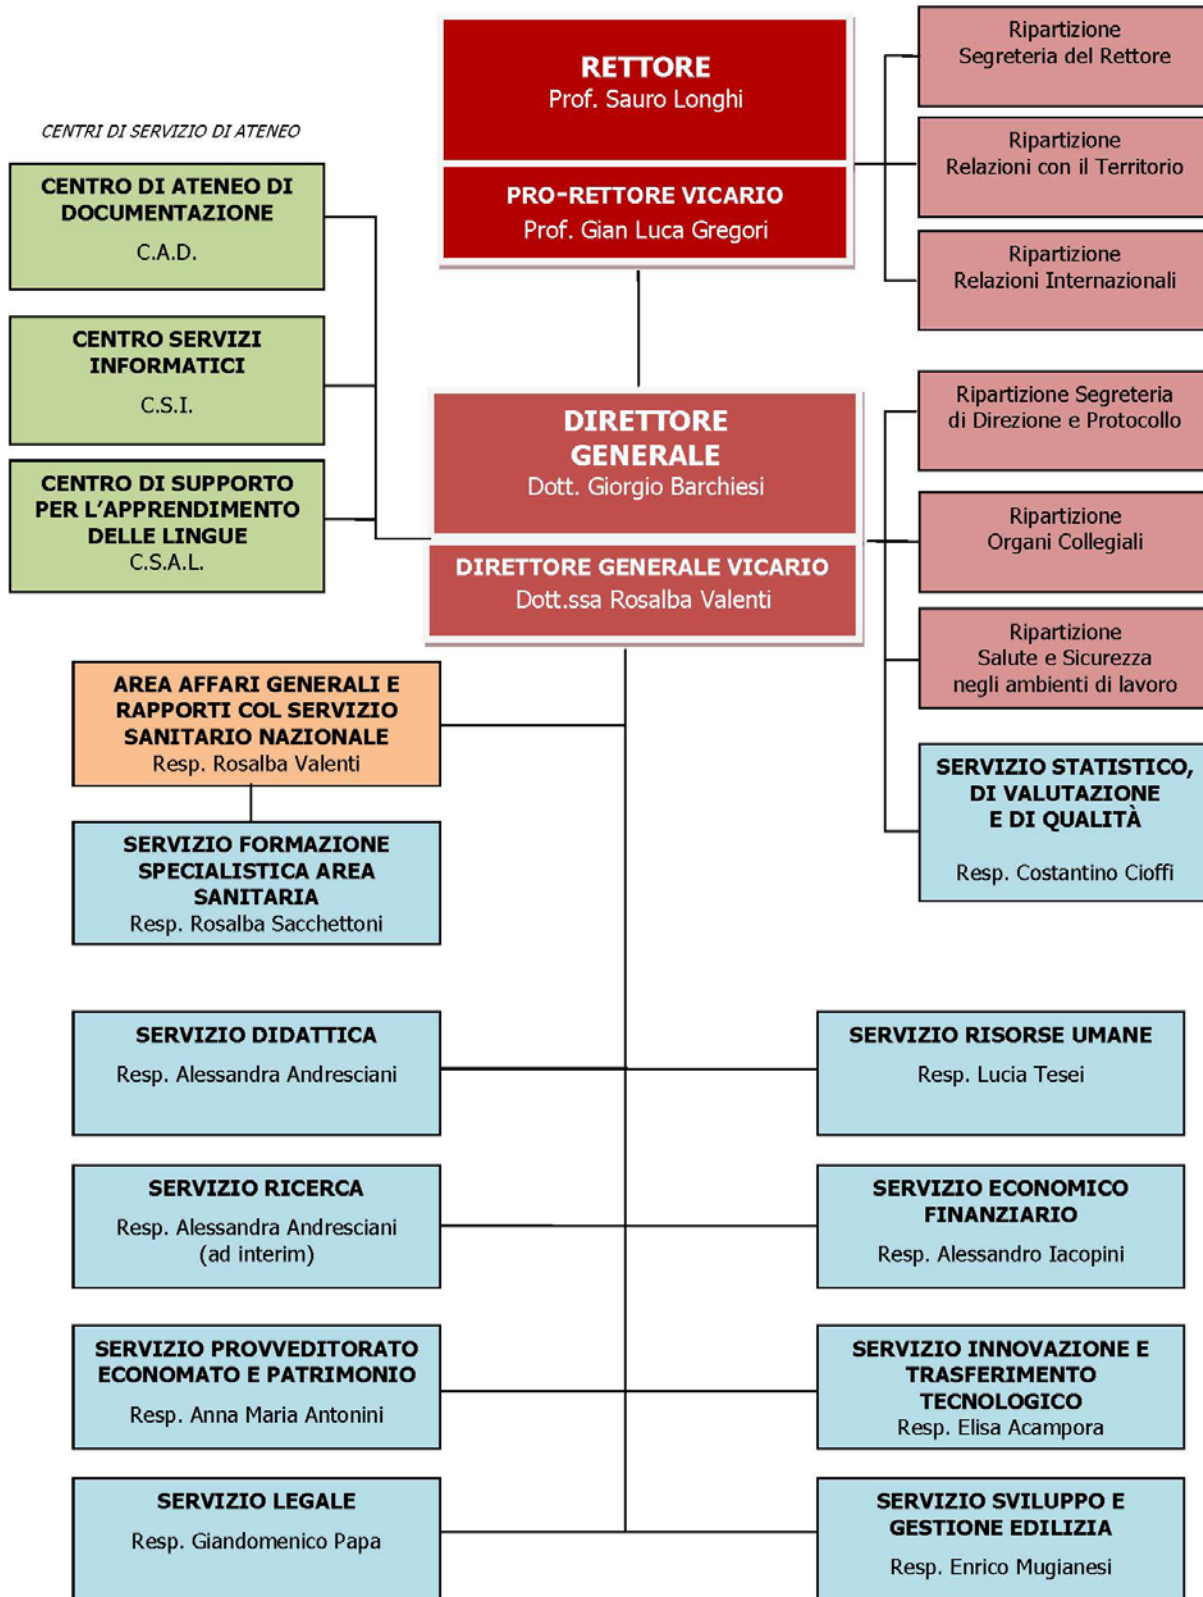 RETTORE
Prof. Sauro Longhi
PRO-RETTORE VICARIO
Prof. Gian Luca Gregori
Ripartizione
Segreteria del Rettore
Ripartizione
Relazioni con il Territorio
Ripartizione
Relazioni Internazionali
CENTRI DI SERVIZIO DI ATENEO
CENTRO DI ATENEO DI
DOCUMENTAZIONE
C.A.D.
CENTRO SERVIZI
INFORMATICI
C.S.I.
CENTRO DI SUPPORTO
PER L'APPRENDIMENTO
DELLE LINGUE
C.S.A.L.
DIRETTORE
GENERALE
Dott. Giorgio Barchiesi
DIRETTORE GENERALE VICARIO
Dott.ssa Rosalba Valenti
Ripartizione Segreteria
di Direzione e Protocollo
Ripartizione
Organi Collegiali
Ripartizione
Salute e Sicurezza
negli ambienti di lavoro
SERVIZIO STATISTICO,
DI VALUTAZIONE
E DI QUALITÀ
Resp. Costantino Cioffi
AREA AFFARI GENERALI E
RAPPORTI COL SERVIZIO
SANITARIO NAZIONALE
Resp. Rosalba Valenti
SERVIZIO FORMAZIONE
SPECIALISTICA AREA
SANITARIA
Resp. Rosalba Sacchettoni
SERVIZIO DIDATTICA
Resp. Alessandra Andresciani
SERVIZIO RISORSE UMANE
Resp. Lucia Tesei
SERVIZIO RICERCA
Resp. Alessandra Andresciani
(ad interim)
SERVIZIO ECONOMICO
FINANZIARIO
Resp. Alessandro Iacopini
SERVIZIO PROVVEDITORATO
ECONOMATO E PATRIMONIO
Resp. Anna Maria Antonini
SERVIZIO INNOVAZIONE E
TRASFERIMENTO
TECNOLOGICO
Resp. Elisa Acampora
SERVIZIO LEGALE
Resp. Giandomenico Papa
SERVIZIO SVILUPPO E
GESTIONE EDILIZIA
Resp. Enrico Mugianesi